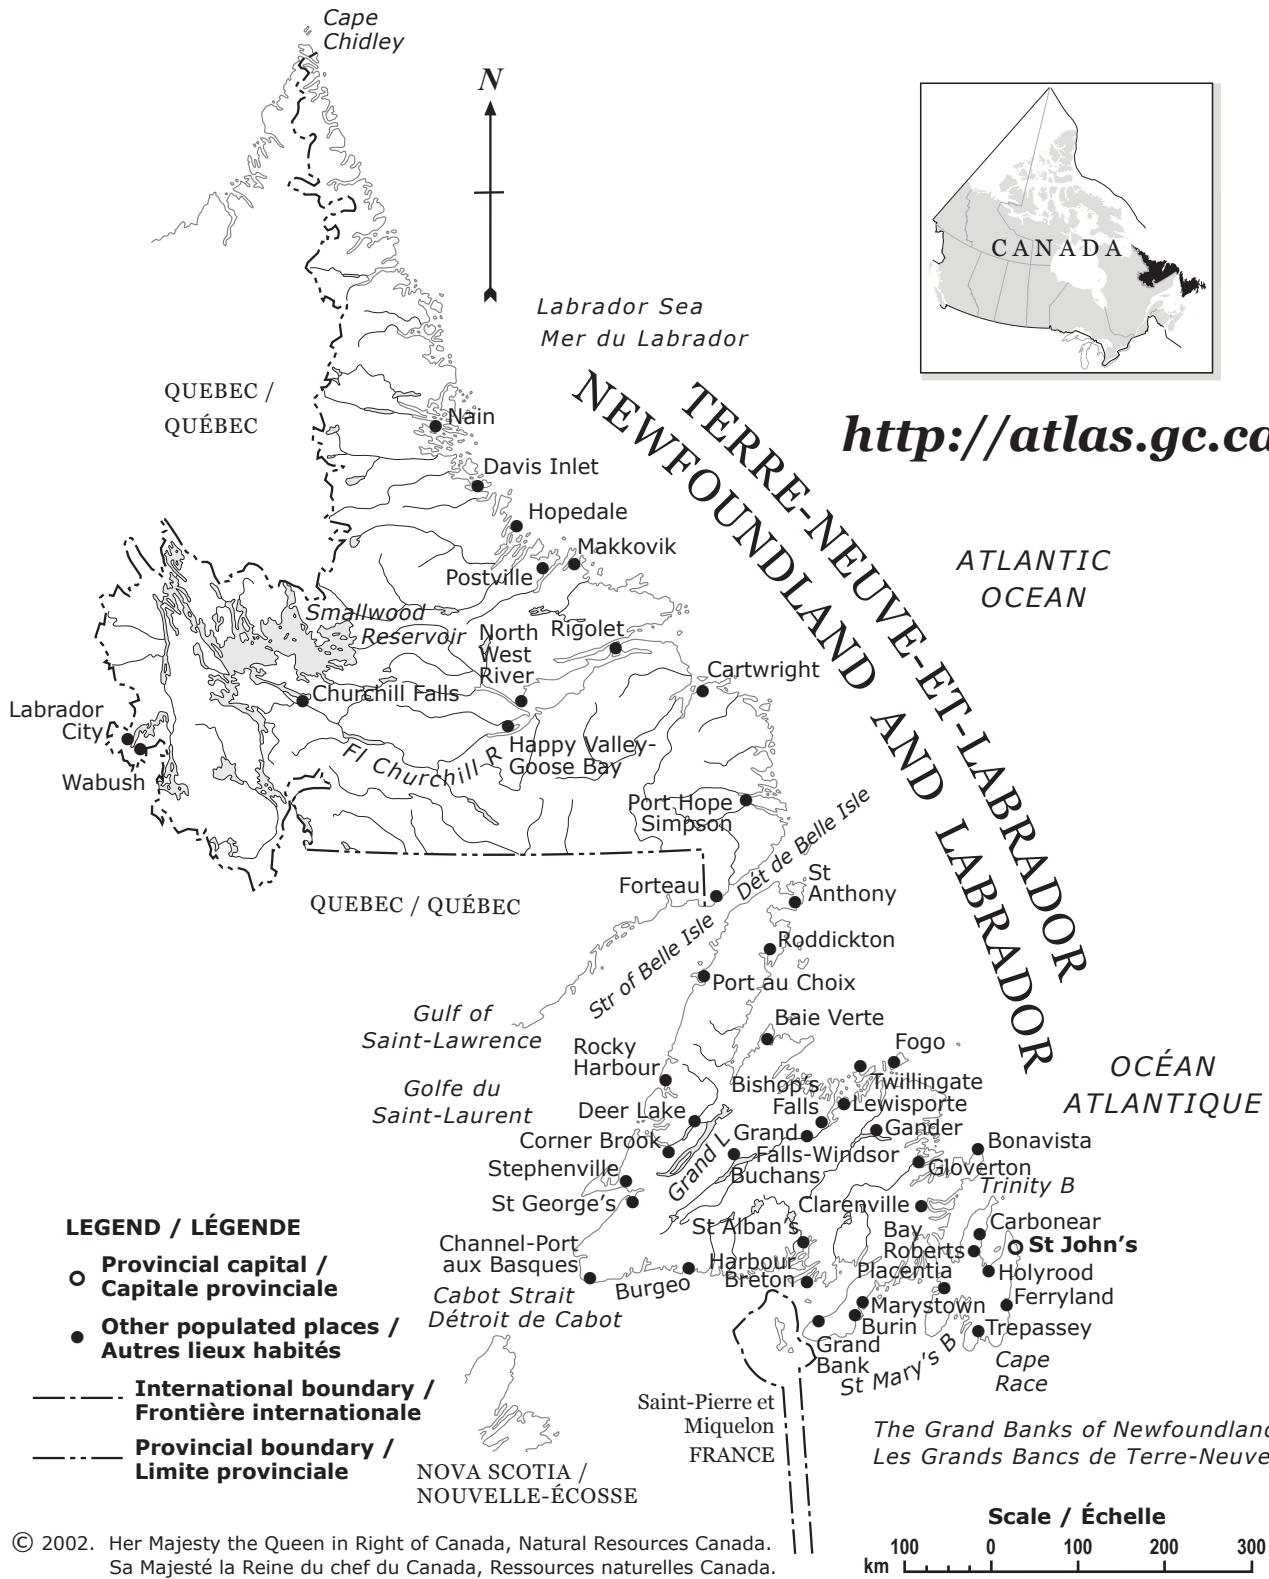 Cape
Chidley
N
CANADA
Labrador Sea
Mer du Labrador
QUEBEC /
QUÉBEC
TERRE-NEUVE-ET-LABRADOR
NEWFOUNDLAND AND LABRADOR
http://atlas.gc.ca
Nain
Davis Inlet
Hopedale
Makkovik
Postville
ATLANTIC
OCEAN
Smallwood
Reservoir
North
West
River
Rigolet
Cartwright
Churchill Falls
Labrador
City
Wabush
Fl Churchill R
Happy Valley-
Goose Bay
Port Hope
Simpson
Dét de Belle Isle
Forteau
St
Anthony
QUEBEC / QUÉBEC
Str of Belle Isle
Roddickton
Port au Choix
Gulf of
Saint-Lawrence
Baie Verte
Fogo
Rocky
Harbour
Golfe du
Saint-Laurent
Bishop's
Falls
Twillingate
Lewisporte
OCÉAN
ATLANTIQUE
Deer Lake
Grand
Falls-Windsor
Gander
Corner Brook
Grand L
Buchans
Bonavista
Stephenville
Gloverton
Trinity B
St George's
Clarenville
St Alban's
Bay
Roberts
Carbonear
St John's
Channel-Port
aux Basques
Harbour
Breton
Placentia
Holyrood
Burgeo
Ferryland
Cabot Strait
Détroit de Cabot
Marystown
Burin
Trepassey
Grand
Bank
St Mary's B
Cape
Race
Saint-Pierre et
Miquelon
FRANCE
The Grand Banks of Newfoundland
Les Grands Bancs de Terre-Neuve
NOVA SCOTIA /
NOUVELLE-ÉCOSSE
LEGEND / LÉGENDE
Provincial capital /
Capitale provinciale
Other populated places /
Autres lieux habités
International boundary /
Frontière internationale
Provincial boundary /
Limite provinciale
Scale / Échelle
km 100 0 100 200 300
© 2002. Her Majesty the Queen in Right of Canada, Natural Resources Canada.
Sa Majesté la Reine du chef du Canada, Ressources naturelles Canada.